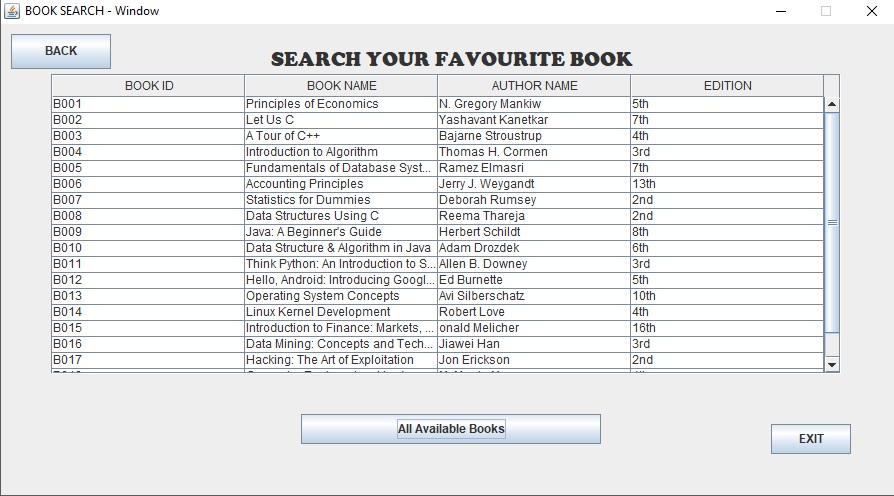 BOOK SEARCH - Window
BACK
SEARCH YOUR FAVOURITE BOOK
BOOK ID BOOK NAME AUTHOR NAME EDITION
B001 Principles of Economics N. Gregory Mankiw 5th
B002 Let Us C Yashavant Kanetkar 7th
B003 A Tour of C++ Bajarne Stroustrup 4th
B004 Introduction to Algorithm Thomas H. Cormen 3rd
B005 Fundamentals of Database Syst... Ramez Elmasri 7th
B006 Accounting Principles Jerry J. Weygandt 13th
B007 Statistics for Dummies Deborah Rumsey 2nd
B008 Data Structures Using C Reema Thareja 2nd
B009 Java: A Beginner's Guide Herbert Schildt 8th
B010 Data Structure & Algorithm in Java Adam Drozdek 6th
B011 Think Python: An Introduction to S... Allen B. Downey 3rd
B012 Hello, Android: Introducing Googl... Ed Burnette 5th
B013 Operating System Concepts Avi Silberschatz 10th
B014 Linux Kernel Development Robert Love 4th
B015 Introduction to Finance: Markets, ... onald Melicher 16th
B016 Data Mining: Concepts and Tech... Jiawei Han 3rd
B017 Hacking: The Art of Exploitation Jon Erickson 2nd
All Available Books
EXIT